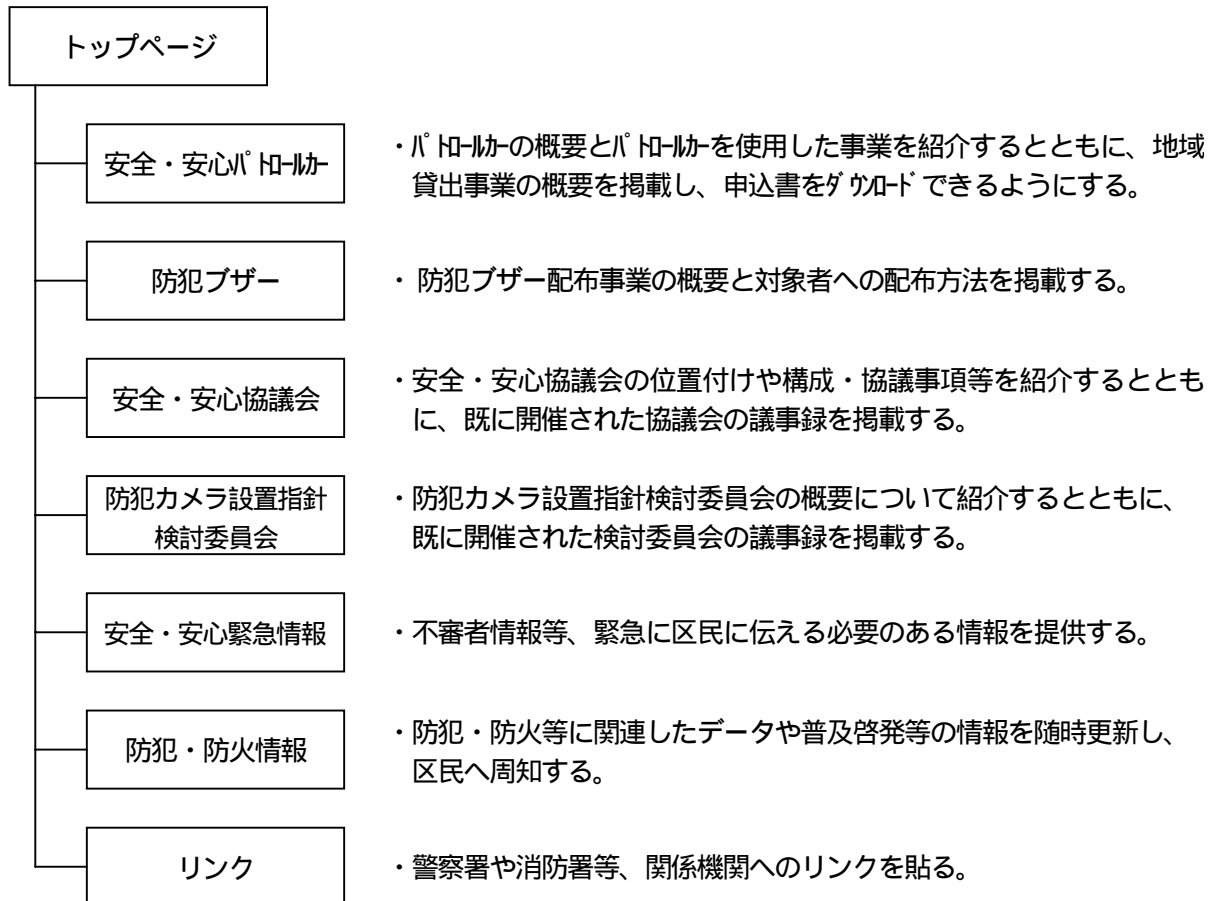 トップページ
安全・安心ﾊﾟﾄﾛｰﾙｶｰ
・ﾊﾟﾄﾛｰﾙｶｰの概要とﾊﾟﾄﾛｰﾙｶｰを使用した事業を紹介するとともに、地域
貸出事業の概要を掲載し、申込書をﾀﾞｳﾝﾛｰﾄﾞできるようにする。
防犯ブザー
・防犯ブザー配布事業の概要と対象者への配布方法を掲載する。
安全・安心協議会
・安全・安心協議会の位置付けや構成・協議事項等を紹介するととも
に、既に開催された協議会の議事録を掲載する。
防犯カメラ設置指針
検討委員会
・防犯カメラ設置指針検討委員会の概要について紹介するとともに、
既に開催された検討委員会の議事録を掲載する。
安全・安心緊急情報
・不審者情報等、緊急に区民に伝える必要のある情報を提供する。
防犯・防火情報
・防犯・防火等に関連したデータや普及啓発等の情報を随時更新し、
区民へ周知する。
リンク
・警察署や消防署等、関係機関へのリンクを貼る。